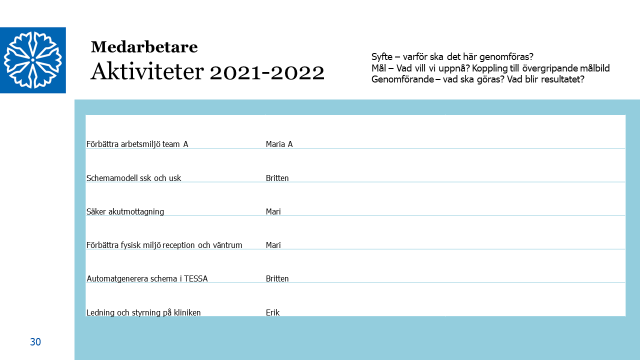 Medarbetare
Aktiviteter 2021-2022
Syfte – varför ska det här genomföras?
Mål – Vad vill vi uppnå? Koppling till övergripande målbild
Genomförande – vad ska göras? Vad blir resultatet?
Förbättra arbetsmiljö team A Maria A
Schemamodell ssk och usk Britten
Säker akutmottagning Mari
Förbättra fysisk miljö reception och väntrum Mari
Automatgenerera schema i TESSA Britten
Ledning och styrning på kliniken Erik
30